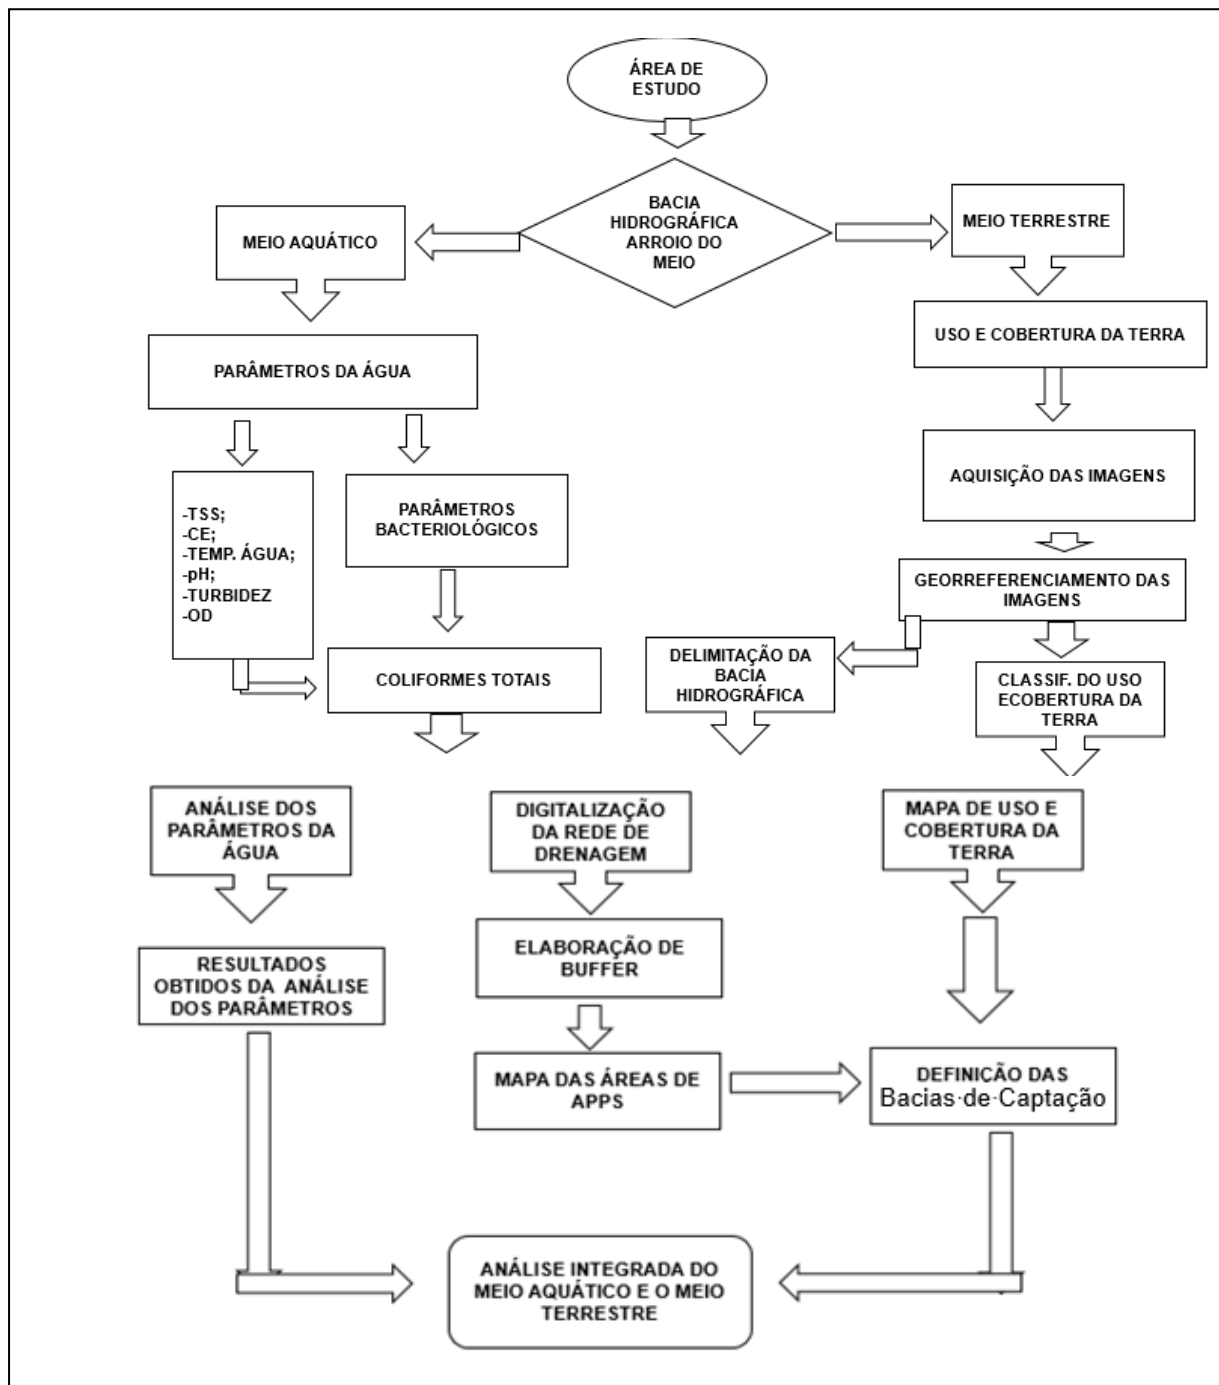 ÁREA DE
ESTUDO
BACIA
HIDROGRÁFICA
ARROIO DO
MEIO
MEIO AQUÁTICO
MEIO TERRESTRE
PARÂMETROS DA ÁGUA
USO E COBERTURA DA TERRA
-TSS;
-CE;
-TEMP. ÁGUA;
-pH;
-TURBIDEZ
-OD
PARÂMETROS
BACTERIOLÓGICOS
AQUISIÇÃO DAS IMAGENS
GEORREFERENCIAMENTO DAS
IMAGENS
COLIFORMES TOTAIS
DELIMITAÇÃO DA
BACIA
HIDROGRÁFICA
CLASSIF. DO USO
ECOBERTURA DA
TERRA
ANÁLISE DOS
PARÂMETROS DA
ÁGUA
DIGITALIZAÇÃO
DA REDE DE
DRENAGEM
MAPA DE USO E
COBERTURA DA
TERRA
RESULTADOS
OBTIDOS DA ANÁLISE
DOS PARÂMETROS
ELABORAÇÃO DE
BUFFER
MAPA DAS ÁREAS DE
APPS
DEFINIÇÃO DAS
Bacias·de·Captação
ANÁLISE INTEGRADA DO
MEIO AQUÁTICO E O MEIO
TERRESTRE